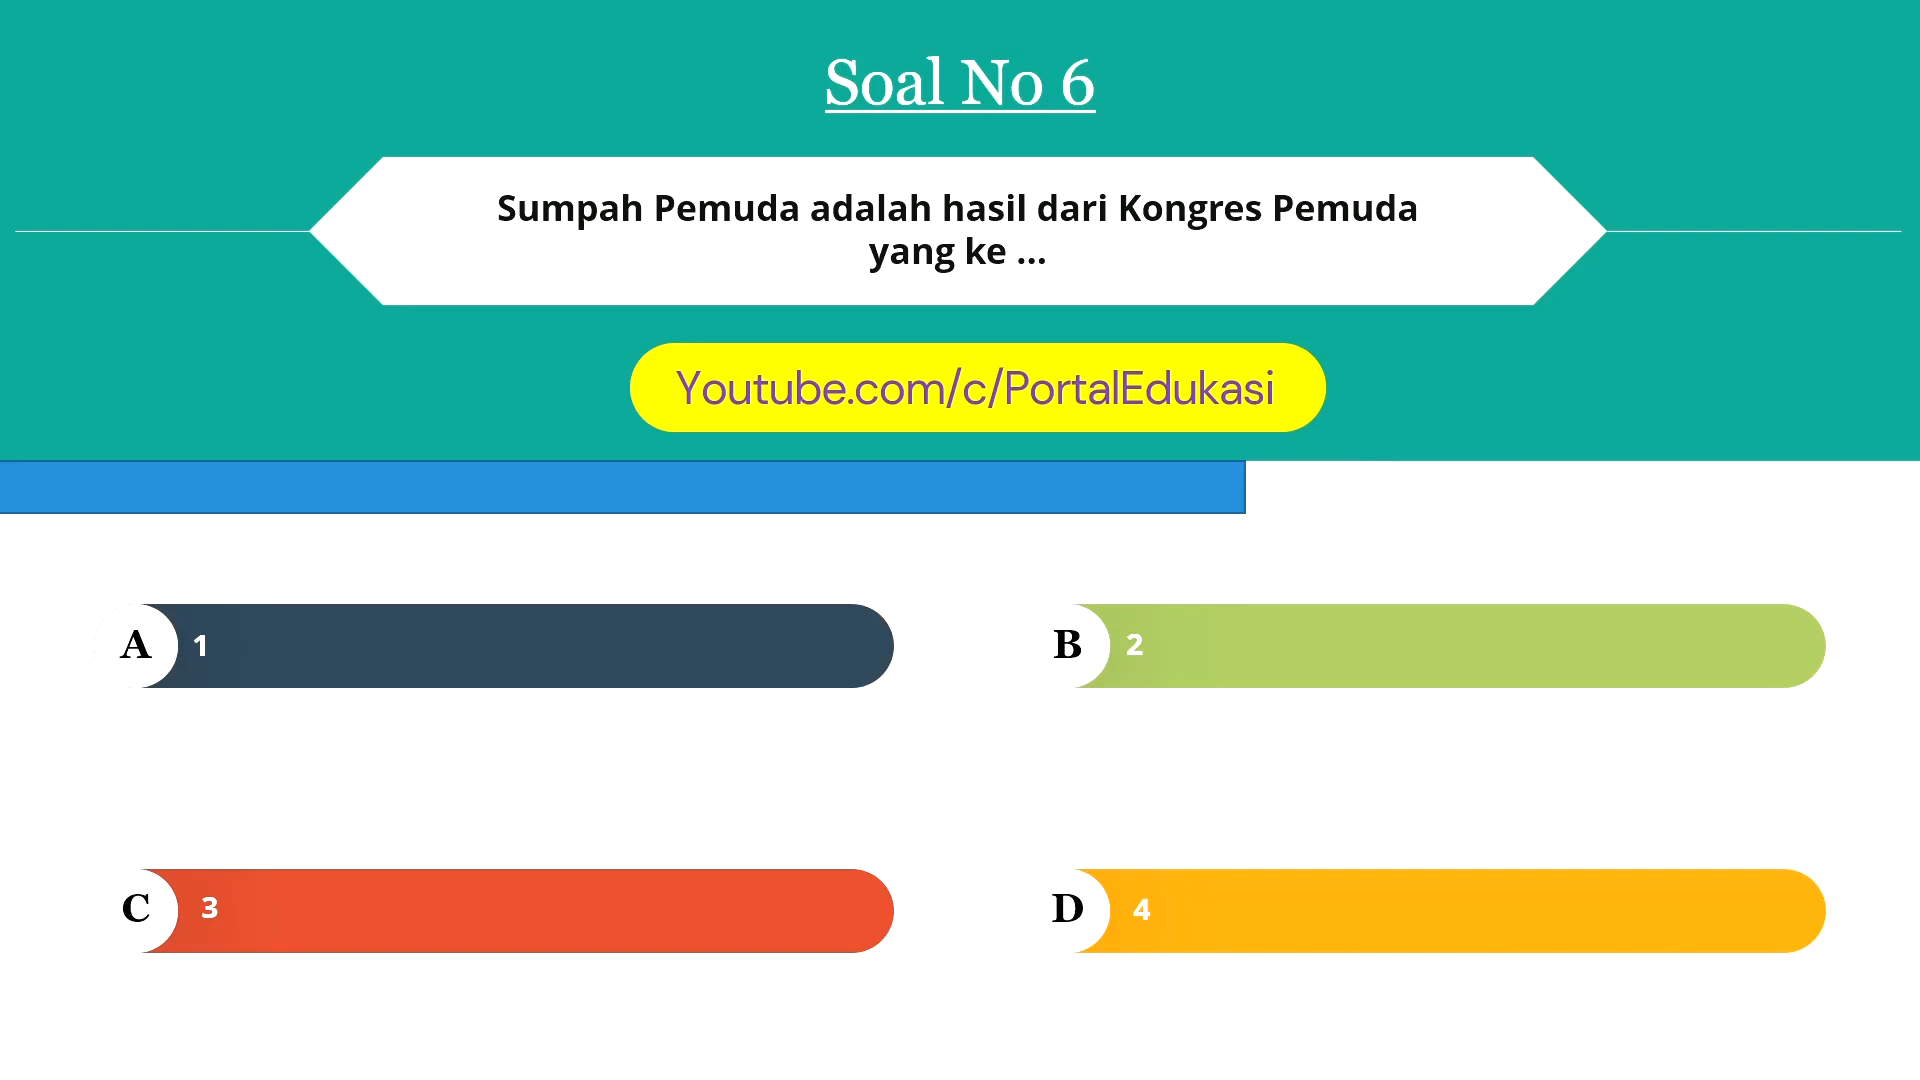 Soal No 6
Sumpah Pemuda adalah hasil dari Kongres Pemuda
yang ke ...
Youtube.com/c/PortalEdukasi
A 1
B 2
C 3
D 4